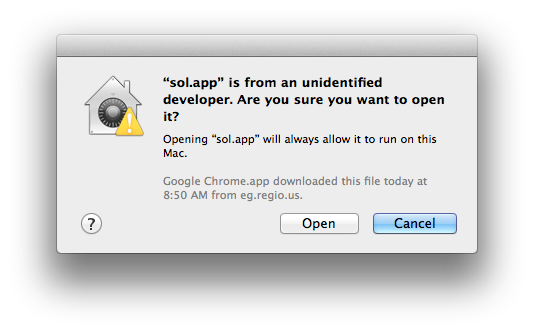 “sol.app” is from an unidentified
developer. Are you sure you want to open
it?
Opening “sol.app” will always allow it to run on this
Mac.
Google Chrome.app downloaded this file today at
8:50 AM from eg.regio.us.
?
Open
Cancel